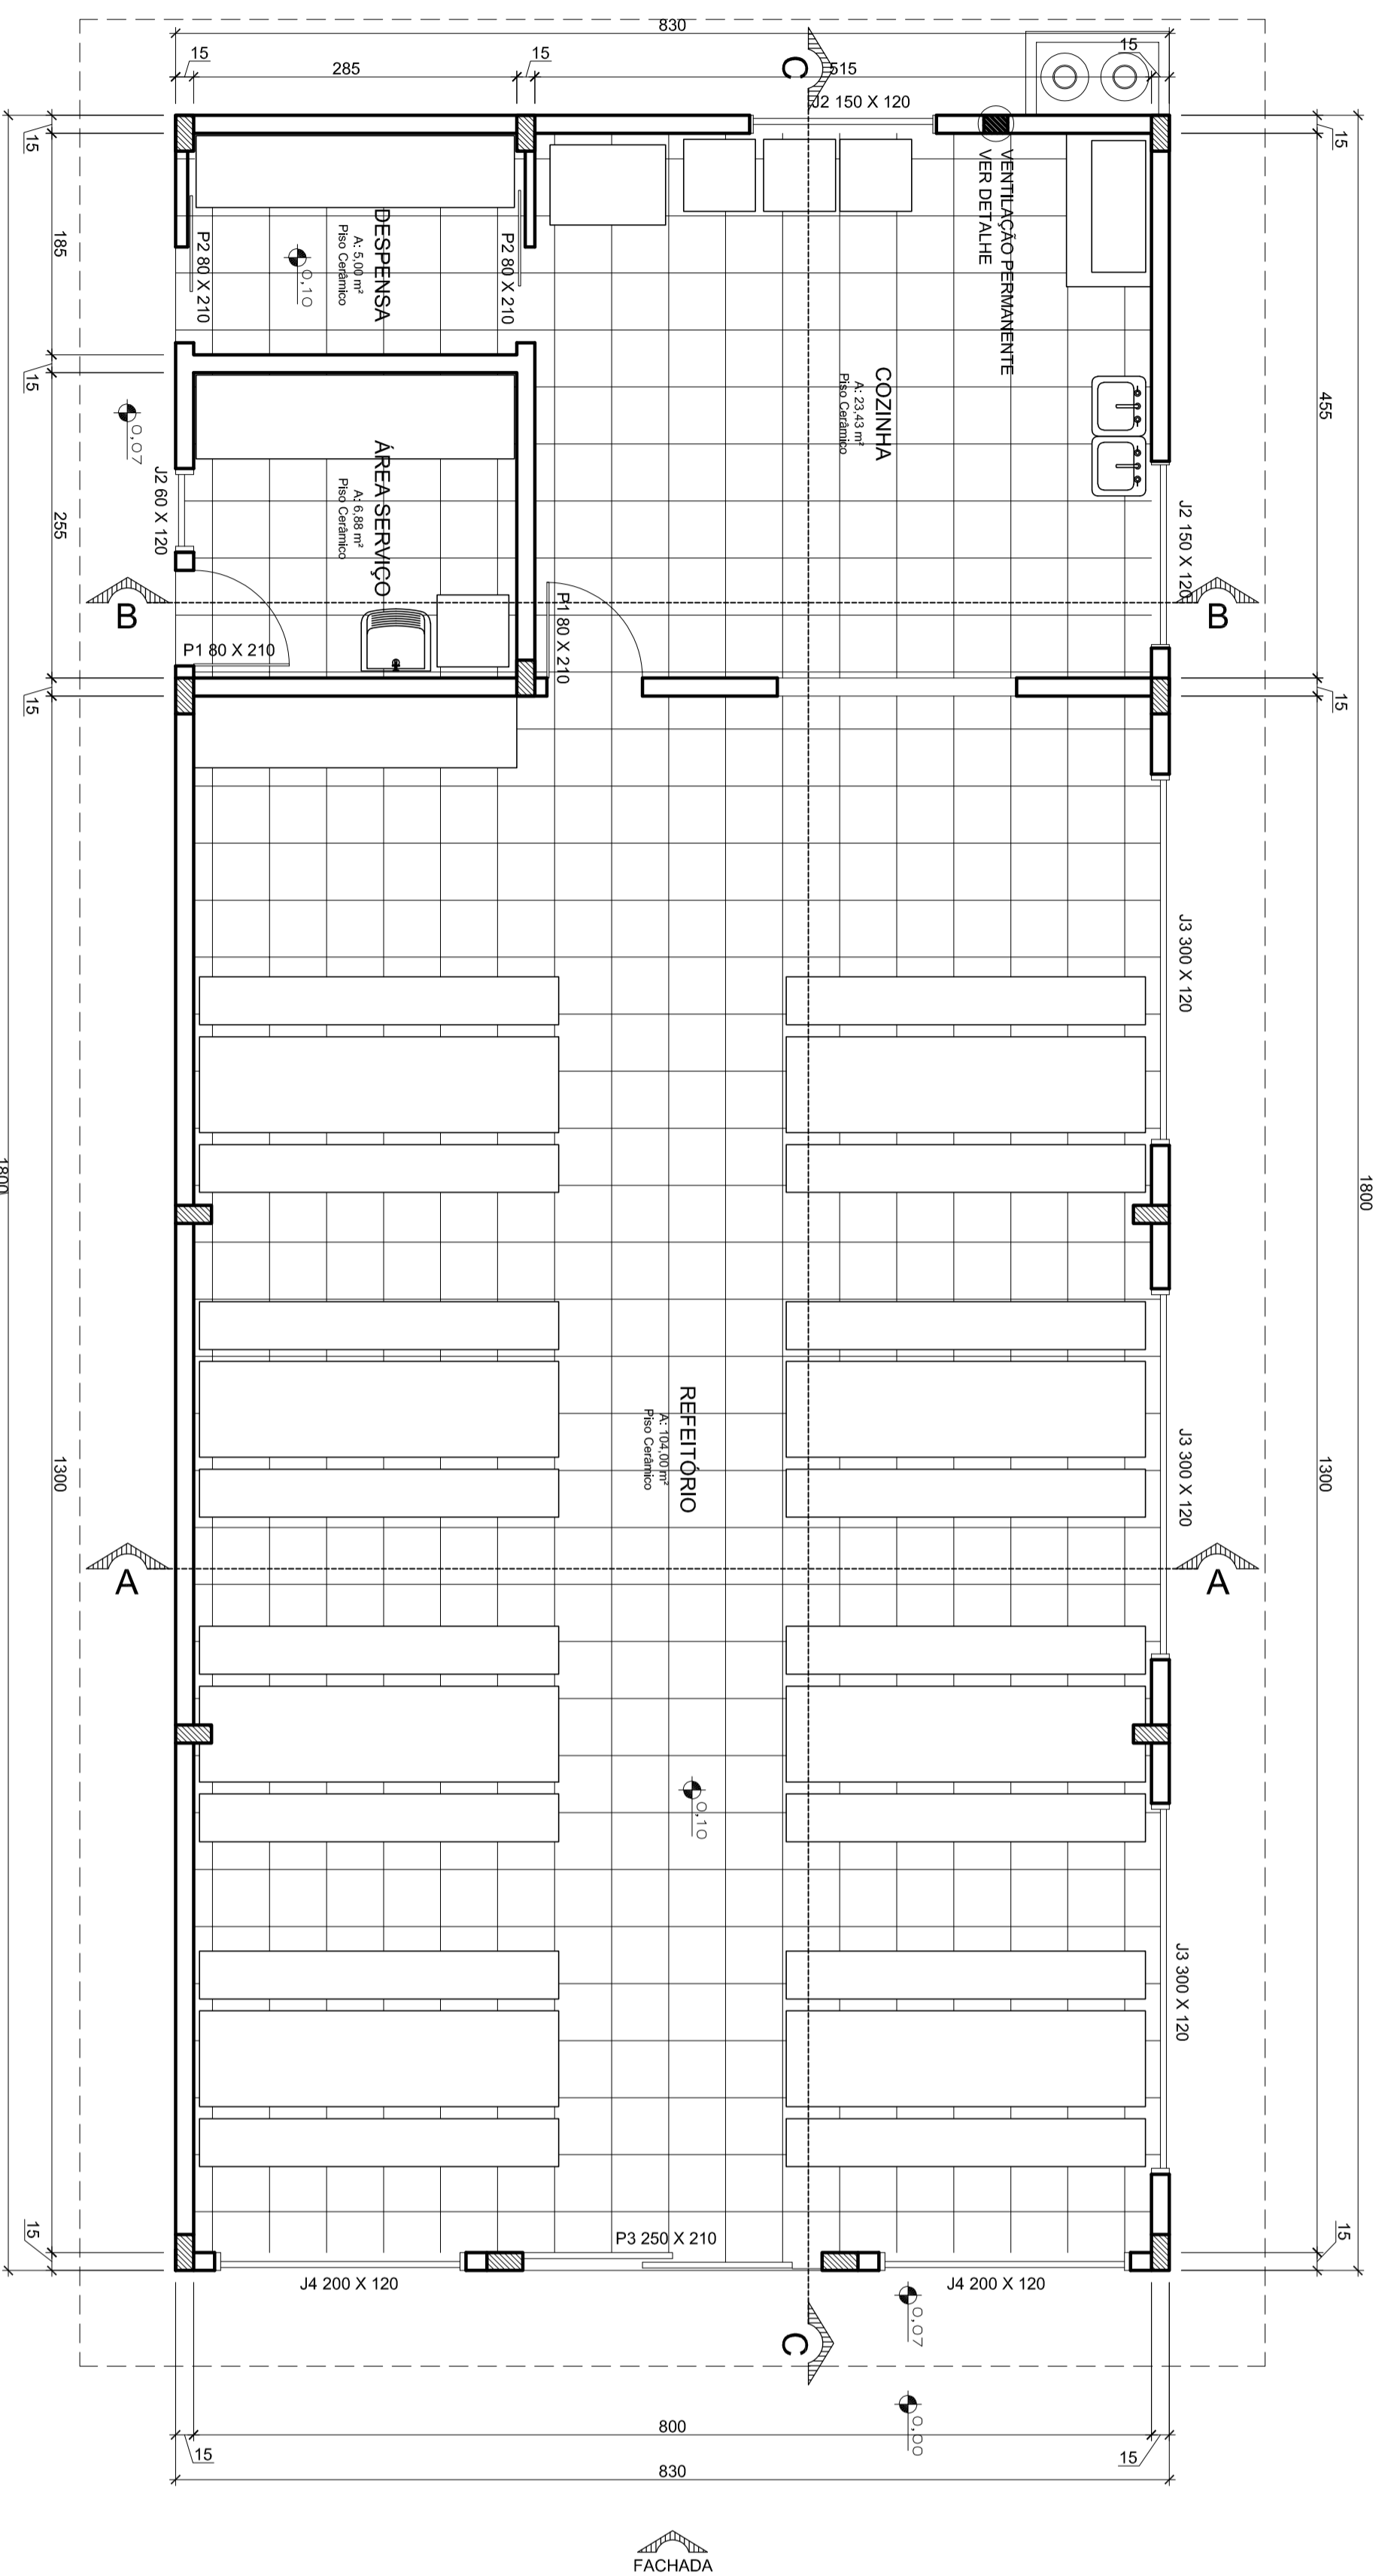 830
15
285
15
515
15
C
J2 150 X 120
15
15
VENTILAÇÃO PERMANENTE
VER DETALHE
DESPENSA
A: 5,00 m²
Piso Cerâmico
0,10
P2 80 X 210
P2 80 X 210
185
15
455
COZINHA
A: 23,43 m²
Piso Cerâmico
0,07
ÁREA SERVIÇO
A: 6,88 m²
Piso Cerâmico
J2 60 X 120
255
J2 150 X 120
B
B
P1 80 X 210
P1 80 X 210
15
15
J3 300 X 120
1800
1800
REFEITÓRIO
A: 104,00 m²
Piso Cerâmico
J3 300 X 120
1300
1300
A
A
0,10
J3 300 X 120
15
15
P3 250 X 210
J4 200 X 120
J4 200 X 120
0,07
C
0,00
800
15
15
830
FACHADA